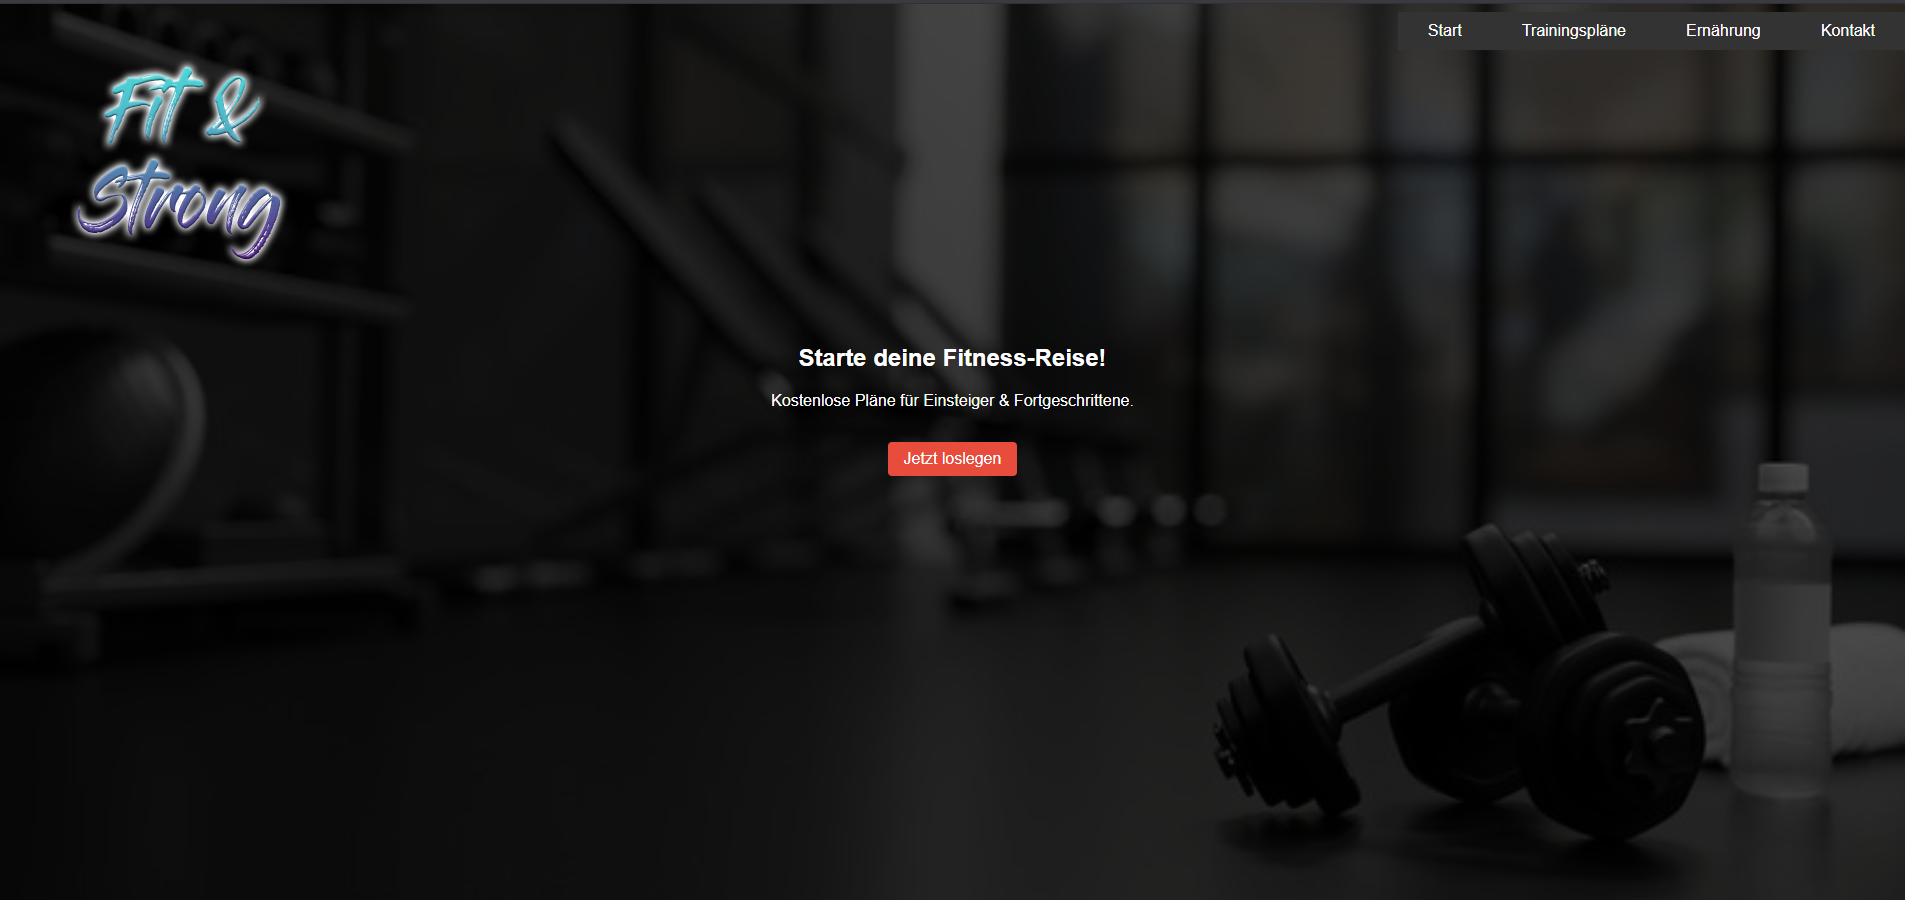 Start Trainingspläne Ernährung Kontakt
Fit &
Strong
Starte deine Fitness-Reise!
Kostenlose Pläne für Einsteiger & Fortgeschrittene.
Jetzt loslegen